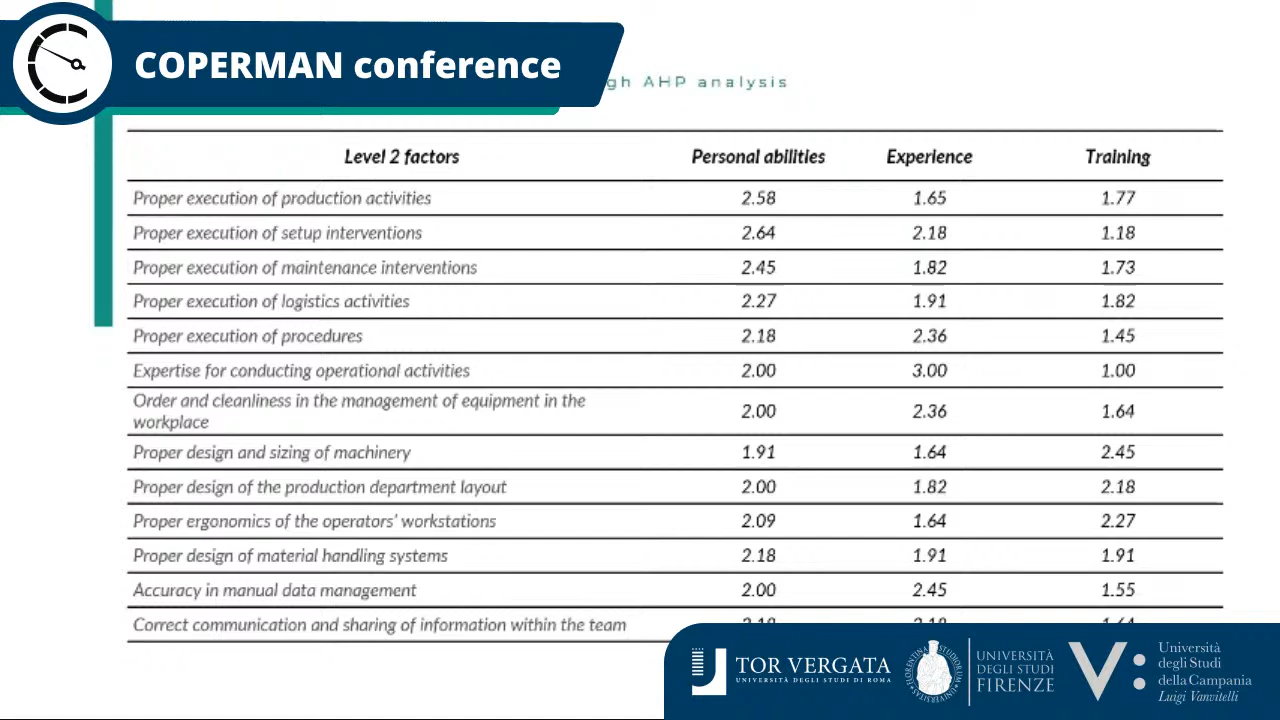 COPERMAN conference
gh AHP analysis
Level 2 factors Personal abilities Experience Training
Proper execution of production activities 2.58 1.65 1.77
Proper execution of setup interventions 2.64 2.18 1.18
Proper execution of maintenance interventions 2.45 1.82 1.73
Proper execution of logistics activities 2.27 1.91 1.82
Proper execution of procedures 2.18 2.36 1.45
Expertise for conducting operational activities 2.00 3.00 1.00
Order and cleanliness in the management of equipment in the
workplace 2.00 2.36 1.64
Proper design and sizing of machinery 1.91 1.64 2.45
Proper design of the production department layout 2.00 1.82 2.18
Proper ergonomics of the operators' workstations 2.09 1.64 2.27
Proper design of material handling systems 2.18 1.91 1.91
Accuracy in manual data management 2.00 2.45 1.55
Correct communication and sharing of information within the team
TOR VERGATA
UNIVERSITÀ DEGLI STUDI DI ROMA
UNIVERSITÀ
DEGLI STUDI
FIRENZE
Università
degli Studi
della Campania
Luigi Vanvitelli